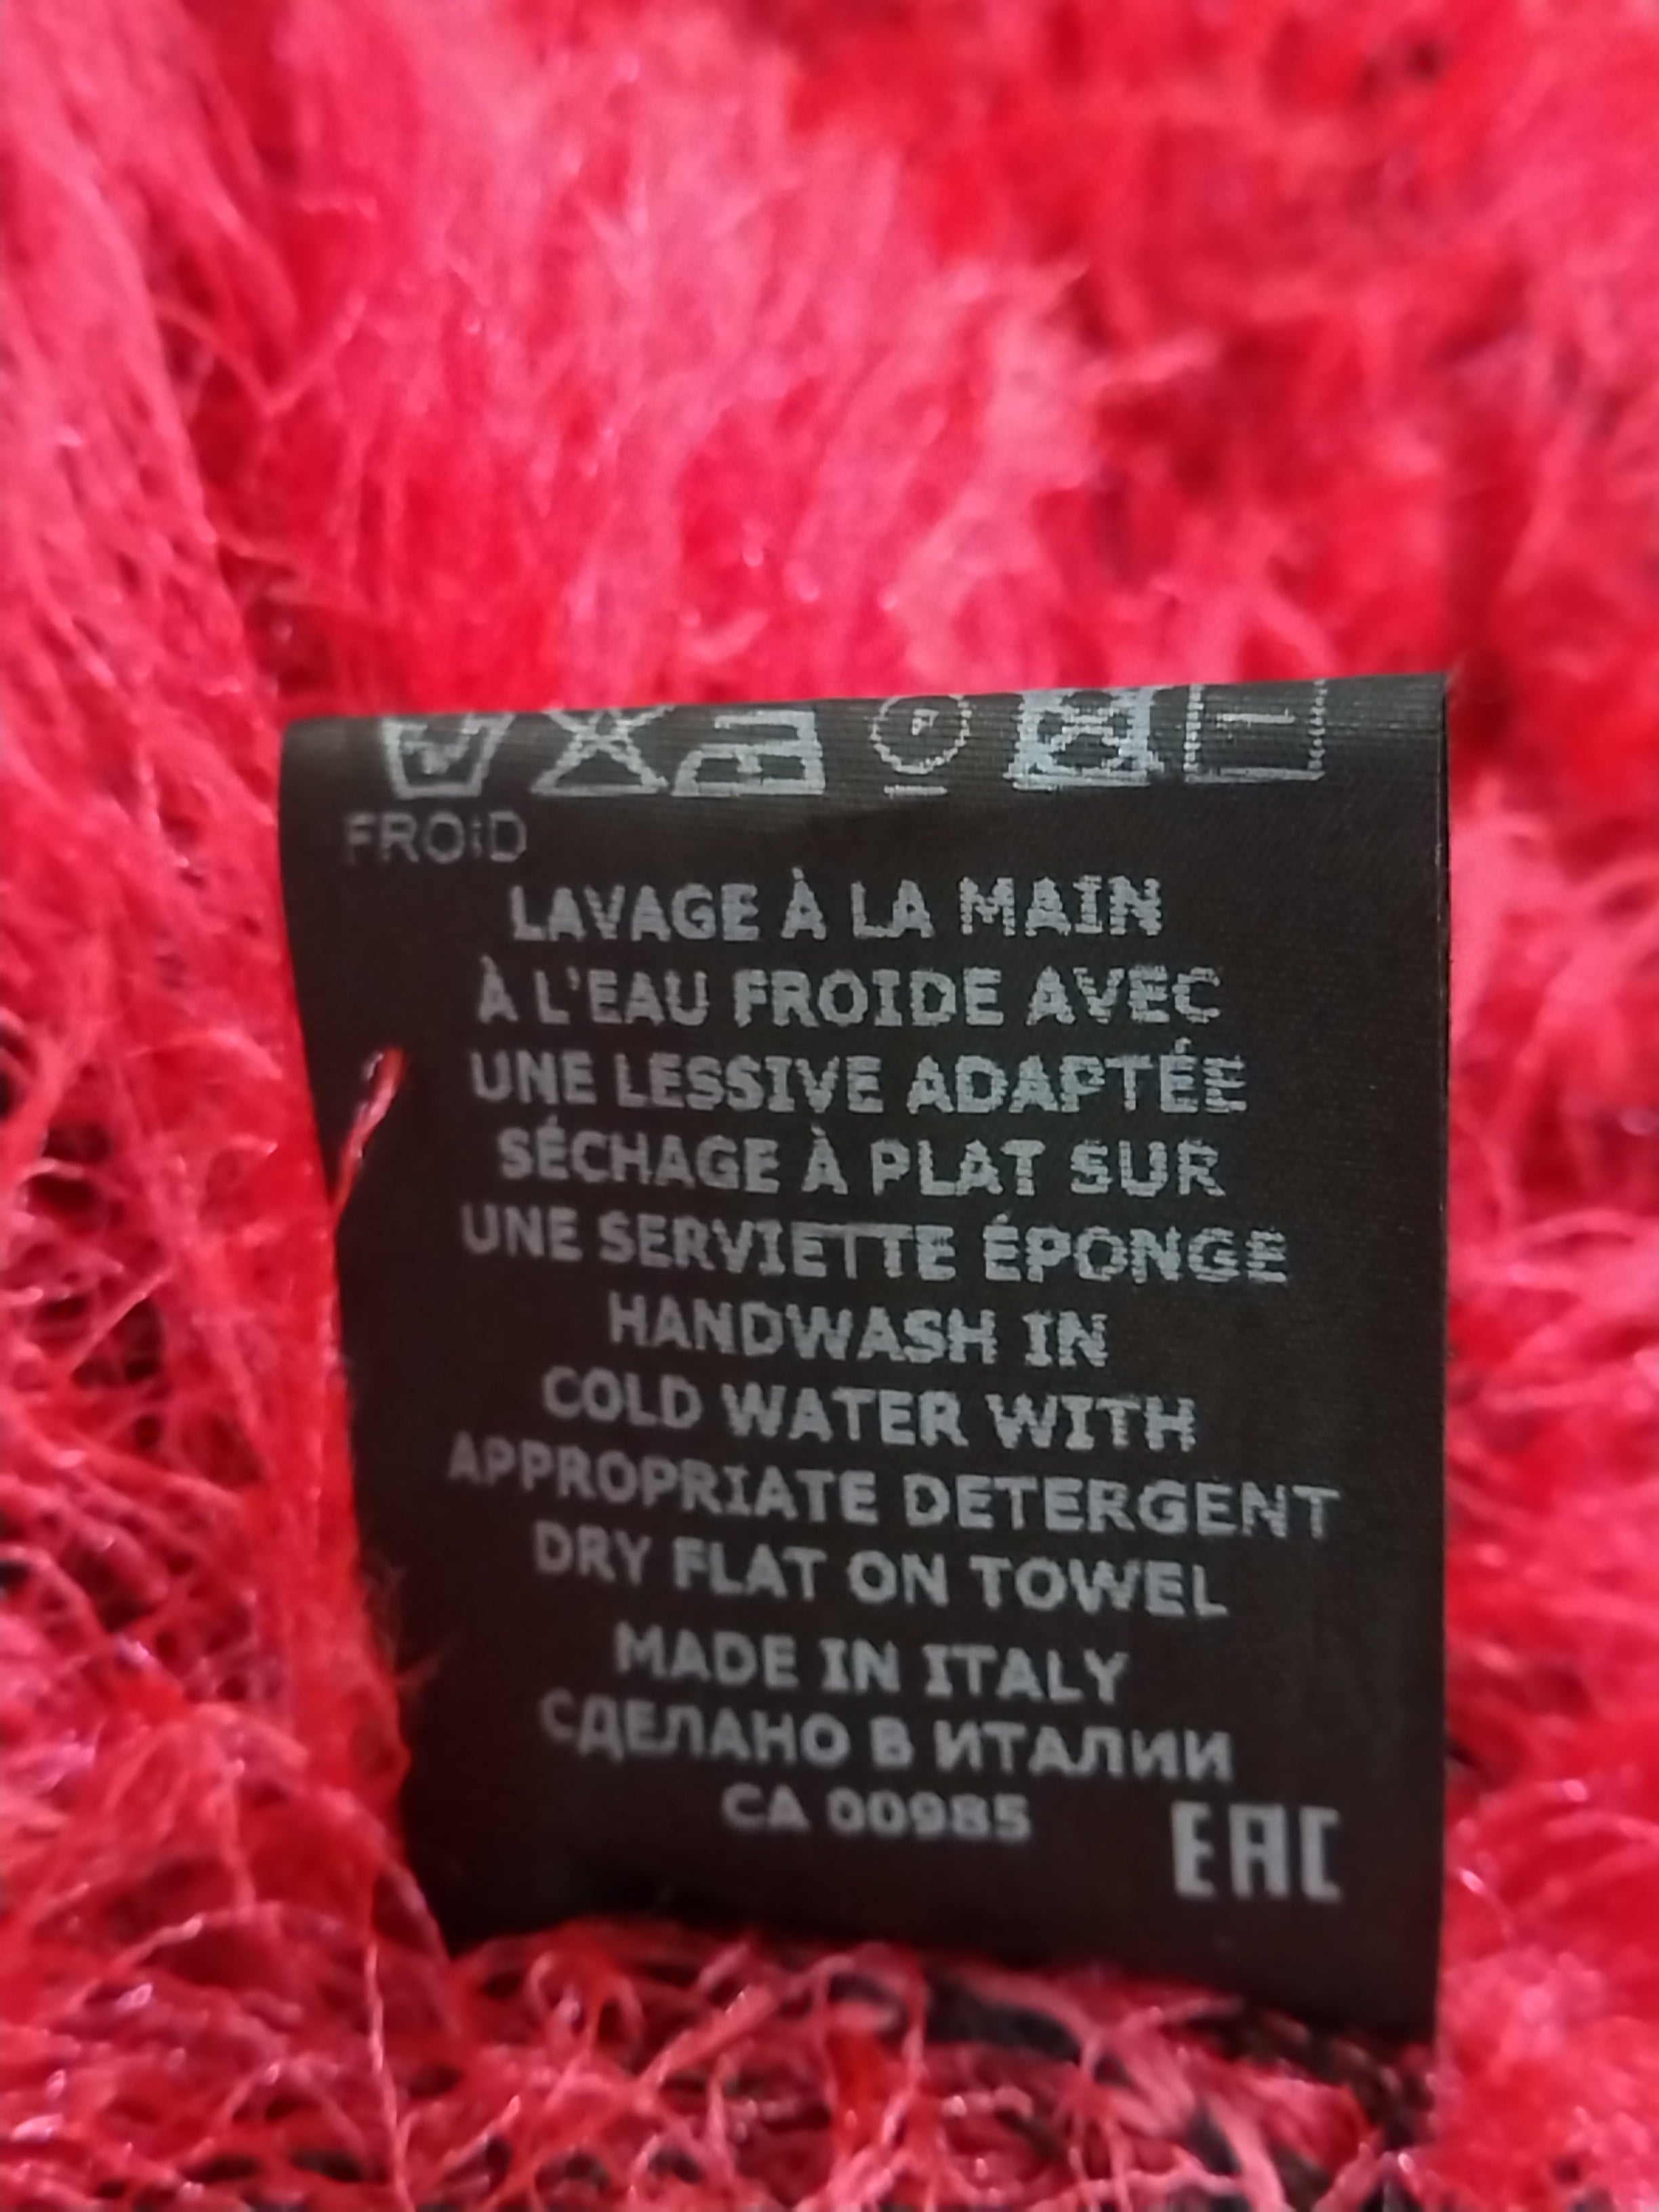 FROiD
LAVAGE À LA MAIN
À L'EAU FROIDE AVEC
UNE LESSIVE ADAPTÉE
SÉCHAGE À PLAT SUR
UNE SERVIETTE ÉPONGE
HANDWASH IN
COLD WATER WITH
APPROPRIATE DETERGENT
DRY FLAT ON TOWEL
MADE IN ITALY
СДЕЛАНО В ИТАЛИИ
CA 00985
EAC